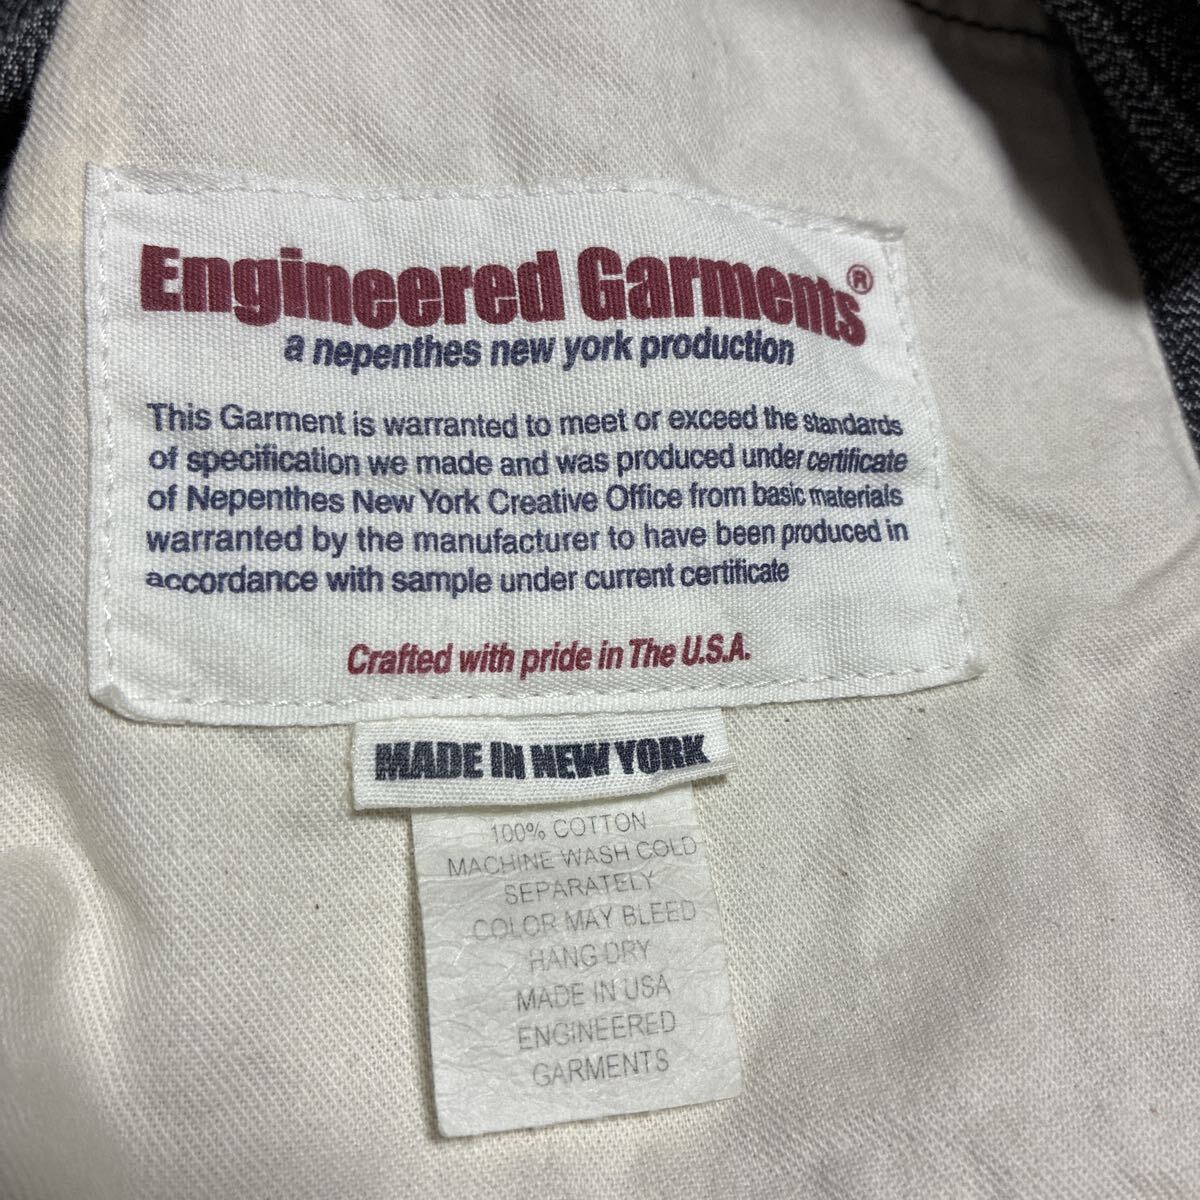 Engineered Garments®
a nepenthes new york production
This Garment is warranted to meet or exceed the standards
of specification we made and was produced under certificate
of Nepenthes New York Creative Office from basic materials
warranted by the manufacturer to have been produced in
accordance with sample under current certificate
Crafted with pride in The U.S.A.
MADE IN NEW YORK
100% COTTON
MACHINE WASH COLD
SEPARATELY
COLOR MAY BLEED
HANG DRY
MADE IN USA
ENGINEERED
GARMENTS